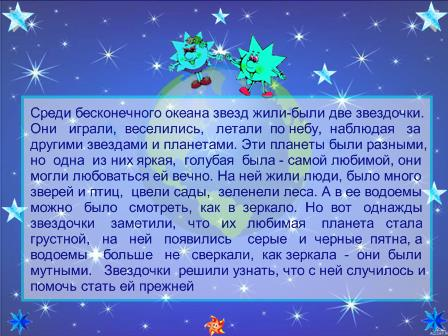 Среди бесконечного океана звезд жили-были две звездочки.
Они играли, веселились, летали по небу, наблюдая за
другими звездами и планетами. Эти планеты были разными,
но одна из них яркая, голубая была - самой любимой, они
могли любоваться ей вечно. На ней жили люди, было много
зверей и птиц, цвели сады, зеленели леса. А в ее водоемы
можно было смотреть, как в зеркало. Но вот однажды
звездочки заметили, что их любимая планета стала
грустной, на ней появились серые и черные пятна, а
водоемы больше не сверкали, как зеркала - они были
мутными. Звездочки решили узнать, что с ней случилось и
помочь стать ей прежней